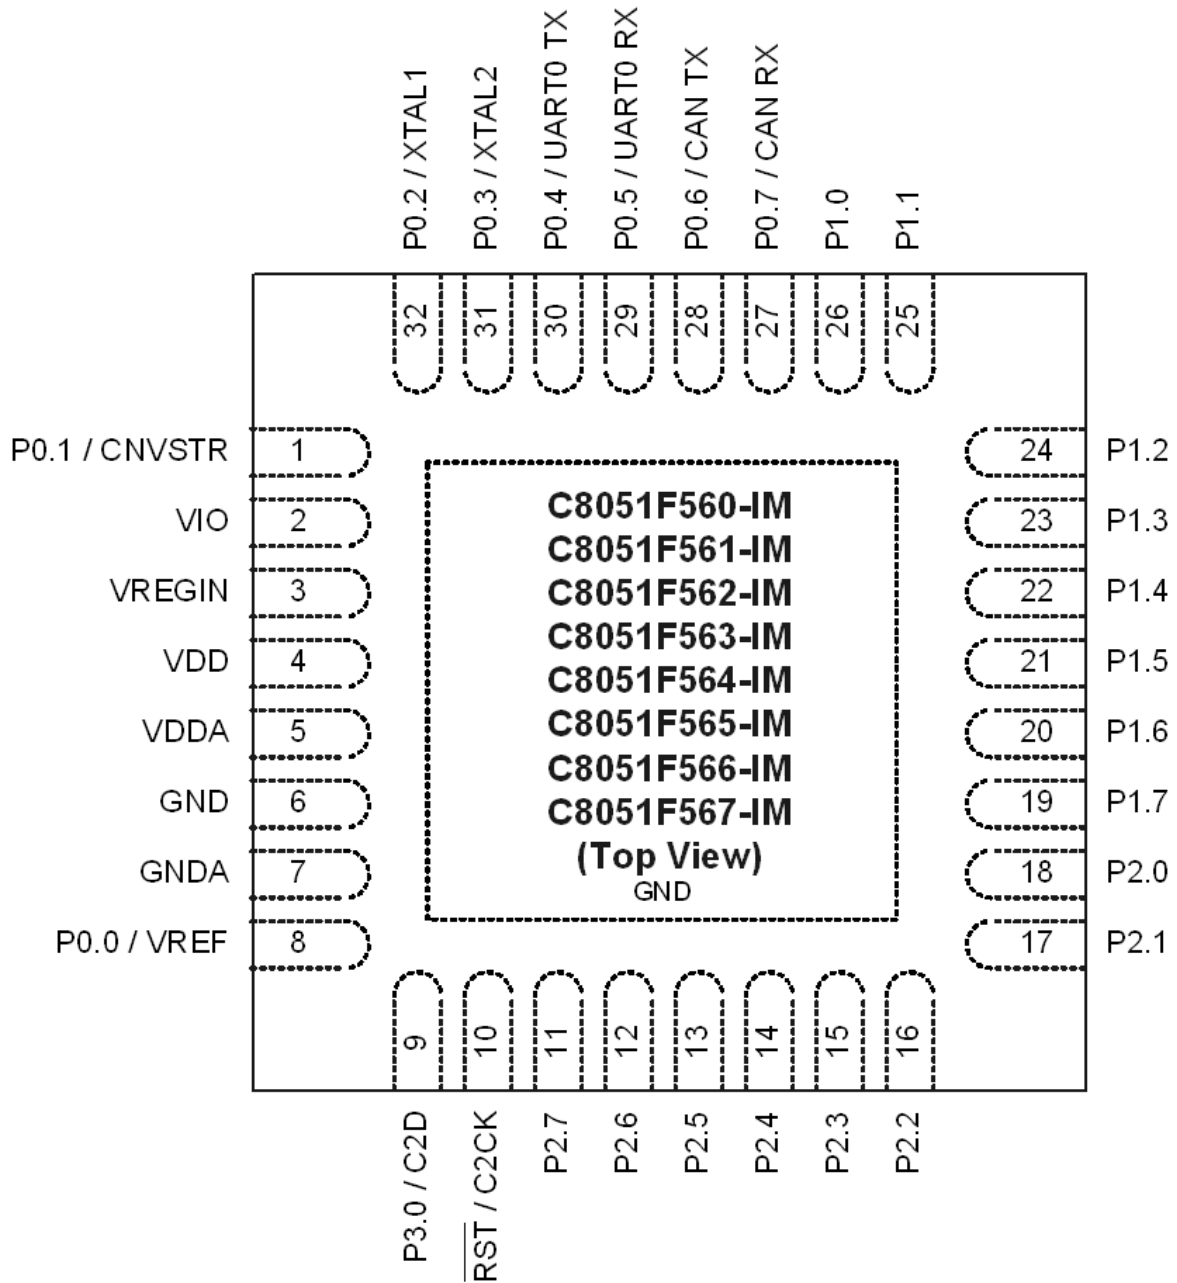 P0.2 / XTAL1
P0.3 / XTAL2
P0.4 / UART0 TX
P0.5 / UART0 RX
P0.6 / CAN TX
P0.7 / CAN RX
P1.0
P1.1
32
31
30
29
28
27
26
25
P0.1 / CNVSTR
1
VIO
2
VREGIN
3
VDD
4
VDDA
5
GND
6
GNDA
7
P0.0 / VREF
8
C8051F560-IM
C8051F561-IM
C8051F562-IM
C8051F563-IM
C8051F564-IM
C8051F565-IM
C8051F566-IM
C8051F567-IM
(Top View)
GND
24
P1.2
23
P1.3
22
P1.4
21
P1.5
20
P1.6
19
P1.7
18
P2.0
17
P2.1
9
10
11
12
13
14
15
16
P3.0 / C2D
RST / C2CK
P2.7
P2.6
P2.5
P2.4
P2.3
P2.2